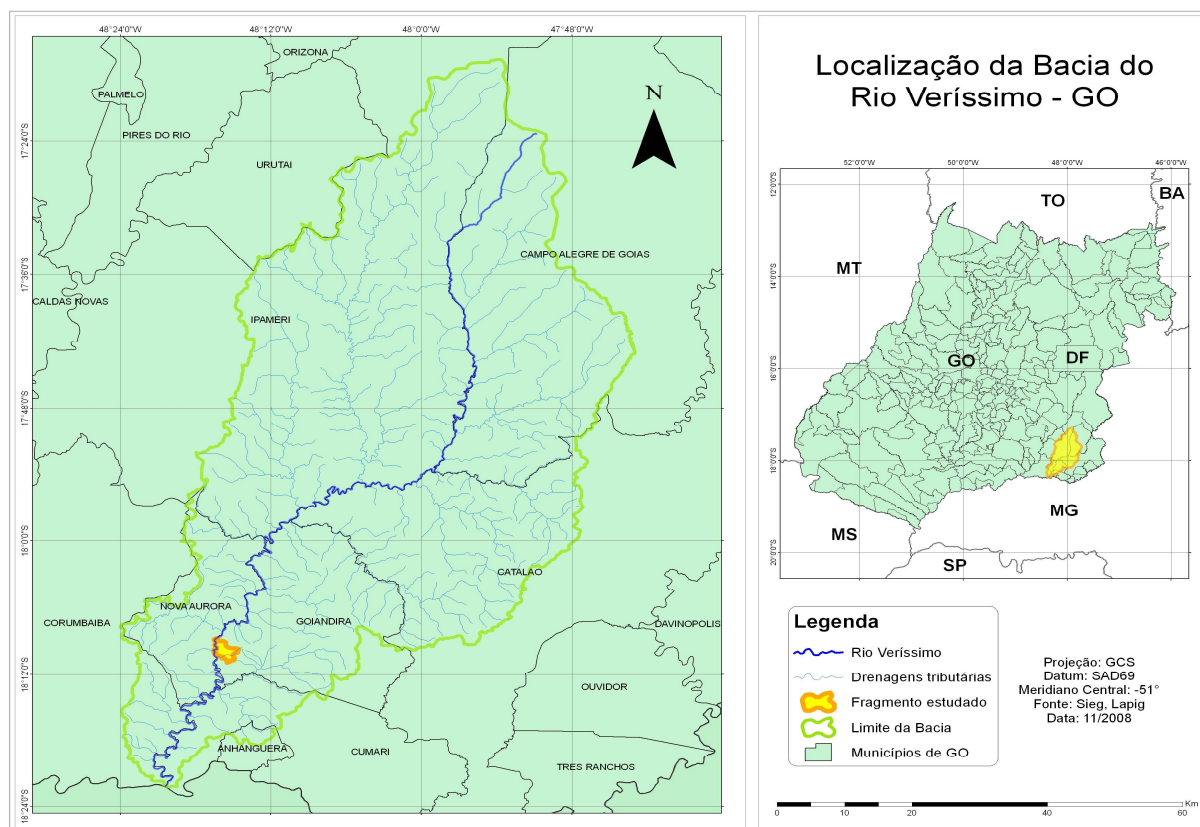 48°24'0"W
48°12'0"W
48°0'0"W
47°48'0"W
ORIZONA
PALMELO
PIRES DO RIO
URUTAI
N
17°24'0"S
CAMPO ALEGRE DE GOIAS
17°36'0"S
CALDAS NOVAS
IPAMERI
17°48'0"S
18°0'0"S
CATALAO
NOVA AURORA
CORUMBAIBA
GOIANDIRA
DAVINOPOLIS
18°12'0"S
OUVIDOR
ANHANGUERA
CUMARI
TRES RANCHOS
18°24'0"S
Localização da Bacia do
Rio Veríssimo - GO
52°0'0"S
50°0'0"S
48°0'0"S
46°0'0"S
12°0'0"S
TO
BA
MT
14°0'0"S
GO
DF
16°0'0"S
18°0'0"S
MG
MS
20°0'0"S
SP
Legenda
Rio Veríssimo
Drenagens tributárias
Fragmento estudado
Limite da Bacia
Municípios de GO
Projeção: GCS
Datum: SAD69
Meridiano Central: -51°
Fonte: Sieg, Lapig
Data: 11/2008
Km
0
10
20
40
60